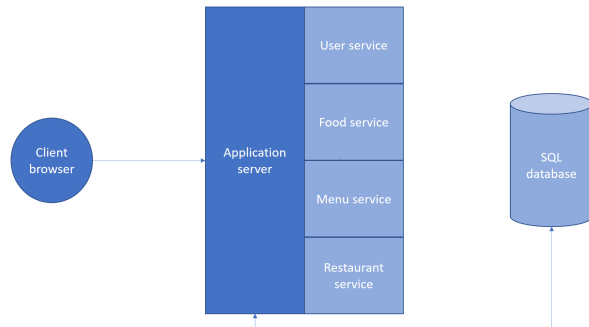 Client
browser
Application
server
User service
Food service
Menu service
Restaurant
service
SQL
database